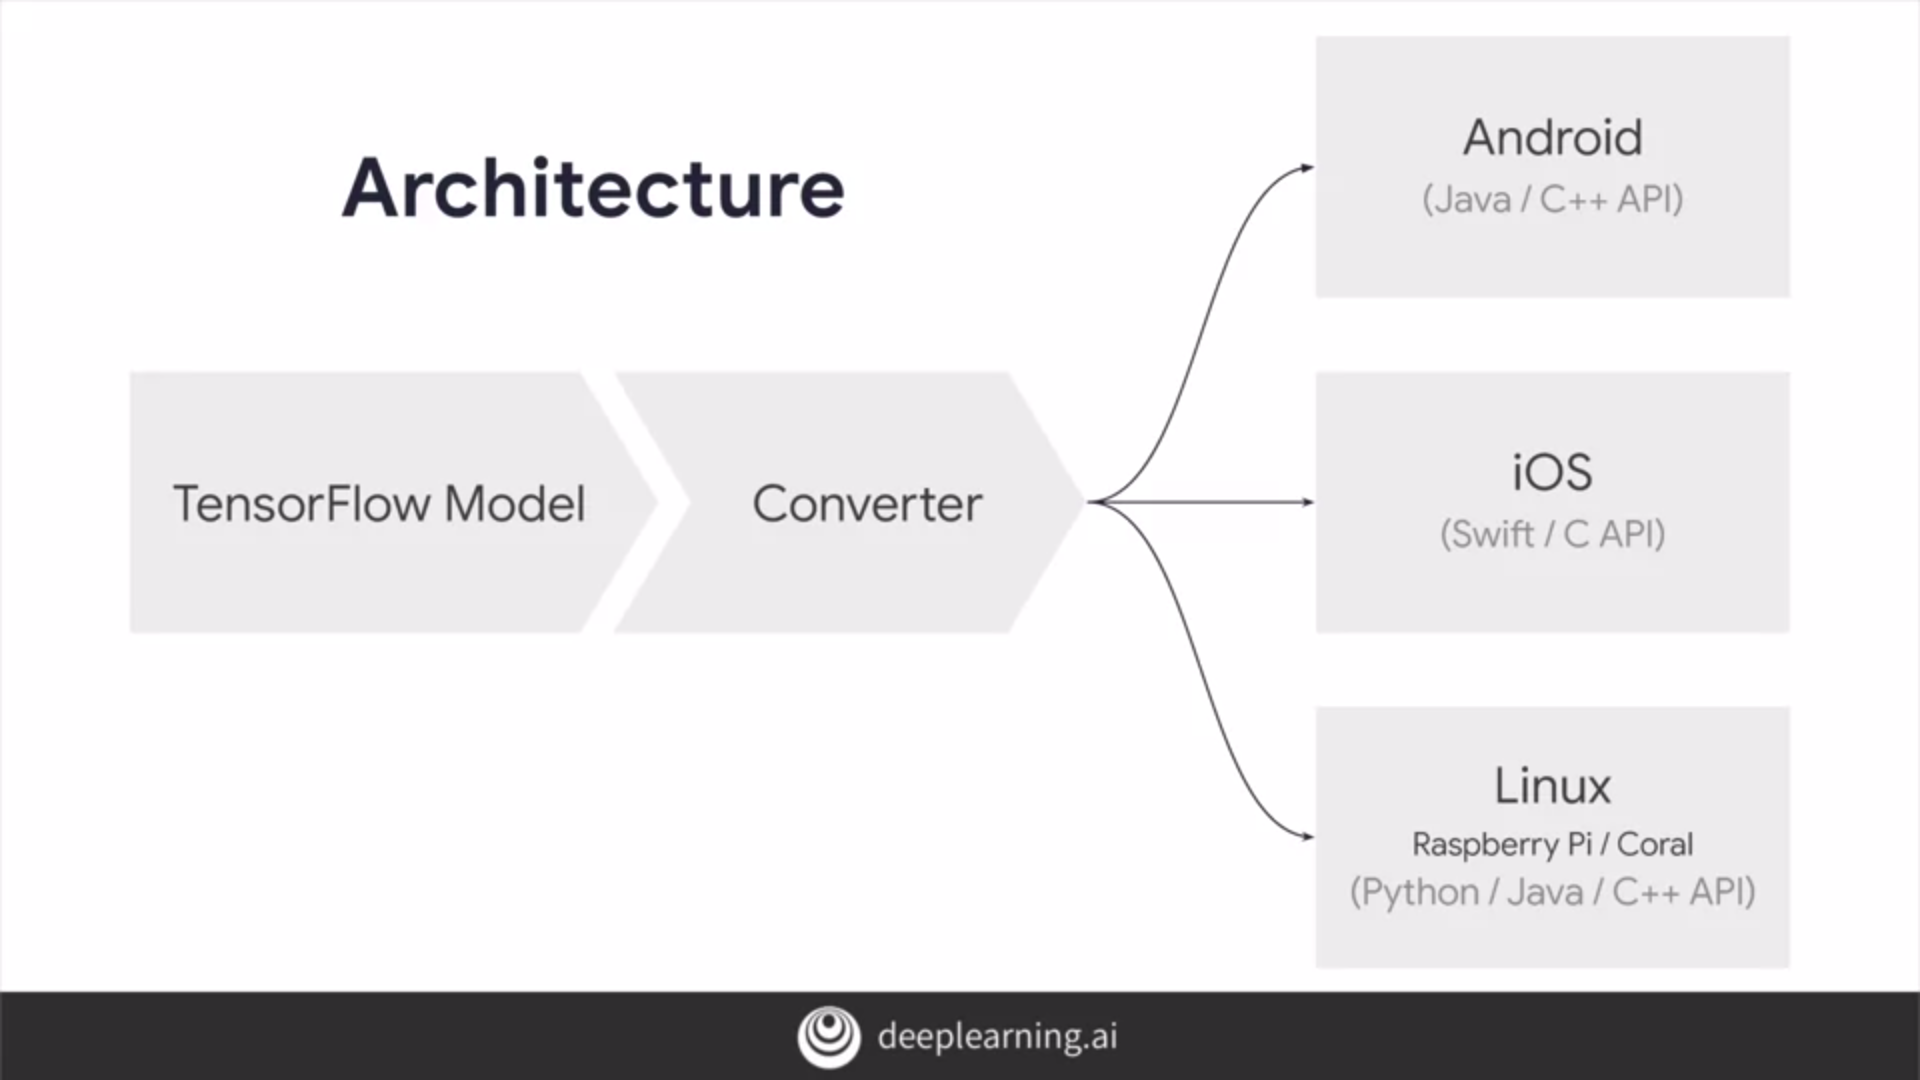 Architecture
TensorFlow Model
Converter
Android
(Java / C++ API)
iOS
(Swift / C API)
Linux
Raspberry Pi / Coral
(Python / Java / C++ API)
deeplearning.ai